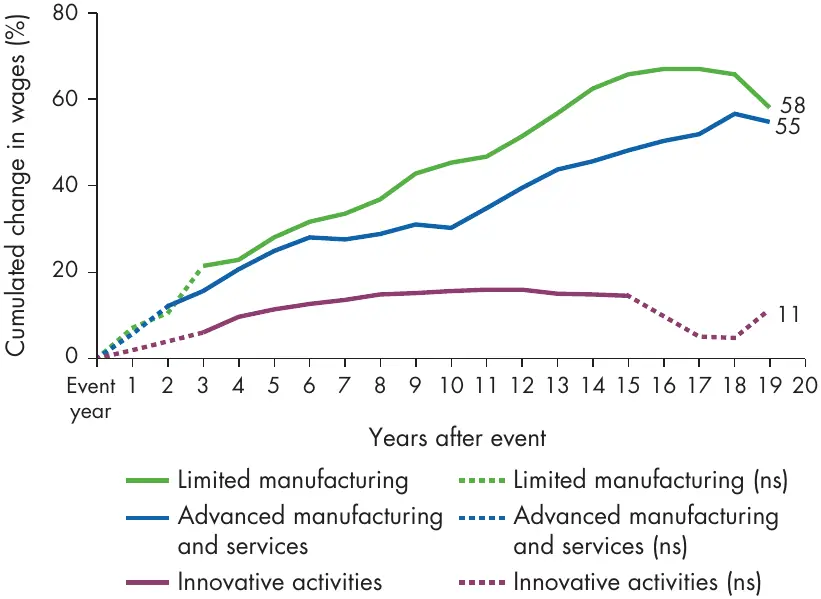 Cumulated change in wages (%)
80
60
40
20
0
58
55
11
Event 1 2 3 4 5 6 7 8 9 10 11 12 13 14 15 16 17 18 19 20
year
Years after event
Limited manufacturing
Limited manufacturing (ns)
Advanced manufacturing
and services
Advanced manufacturing
and services (ns)
Innovative activities
Innovative activities (ns)